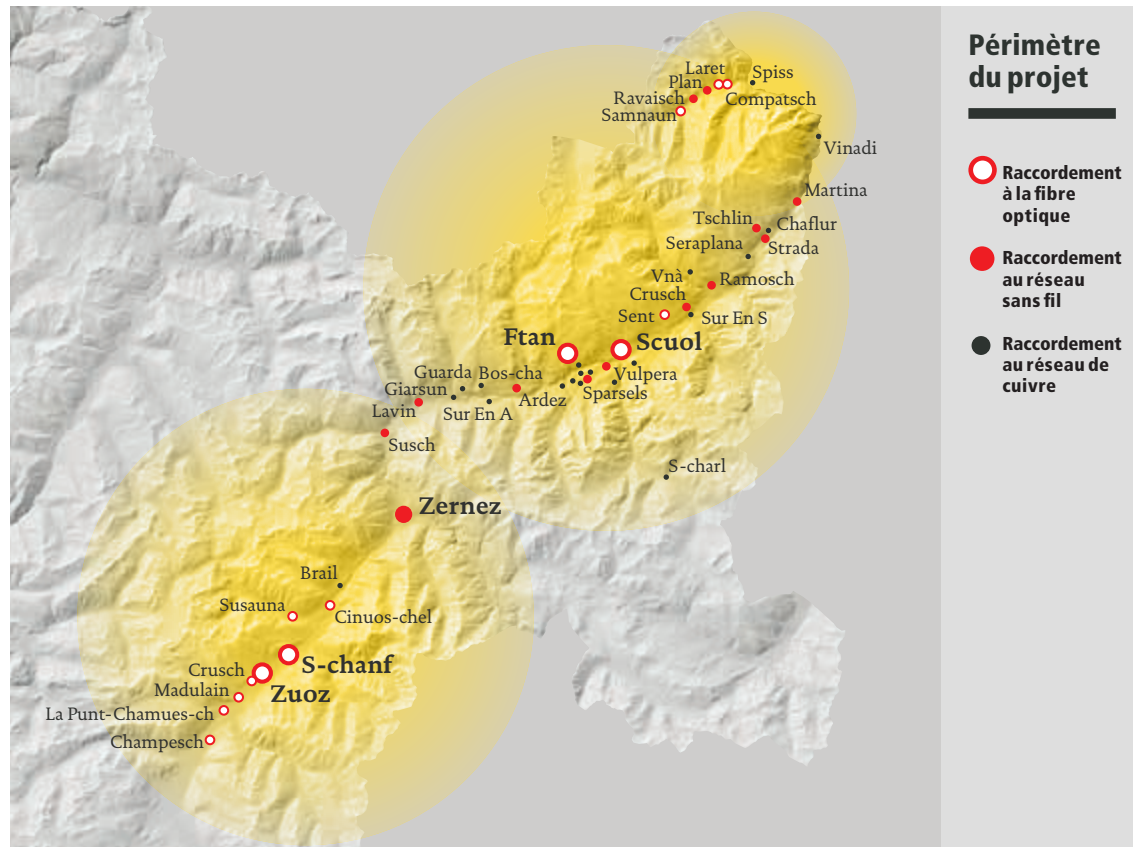 Périmètre
du projet
Raccordement
à la fibre
optique
Raccordement
au réseau
sans fil
Raccordement
au réseau de
cuivre
Laret
Spiss
Plan
Compatsch
Ravaisch
Samnaun
Vinadi
Martina
Tschlin
Chaflur
Seraplana
Strada
Vnà
Ramosch
Crusch
Sent
Sur En S
Ftan
Scuol
Guarda
Bos-cha
Vulpera
Giarsun
Ardez
Sparsels
Lavin
Sur En A
Susch
S-charl
Zernez
Brail
Susauna
Cinuos-chel
S-chanf
Crusch
Zuoz
Madulain
La Punt-Chamues-ch
Champesch